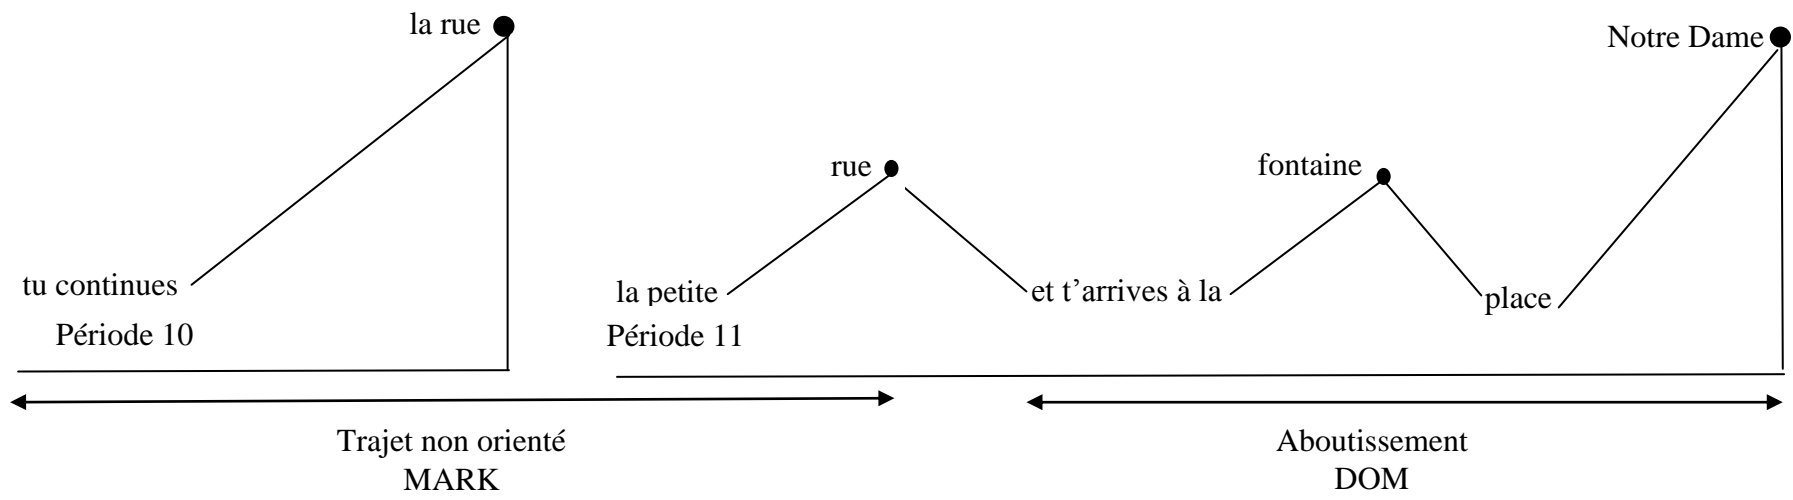 la rue
Notre Dame
rue
fontaine
tu continues
la petite
et t’arrives à la
place
Période 10
Période 11
Trajet non orienté
MARK
Aboutissement
DOM